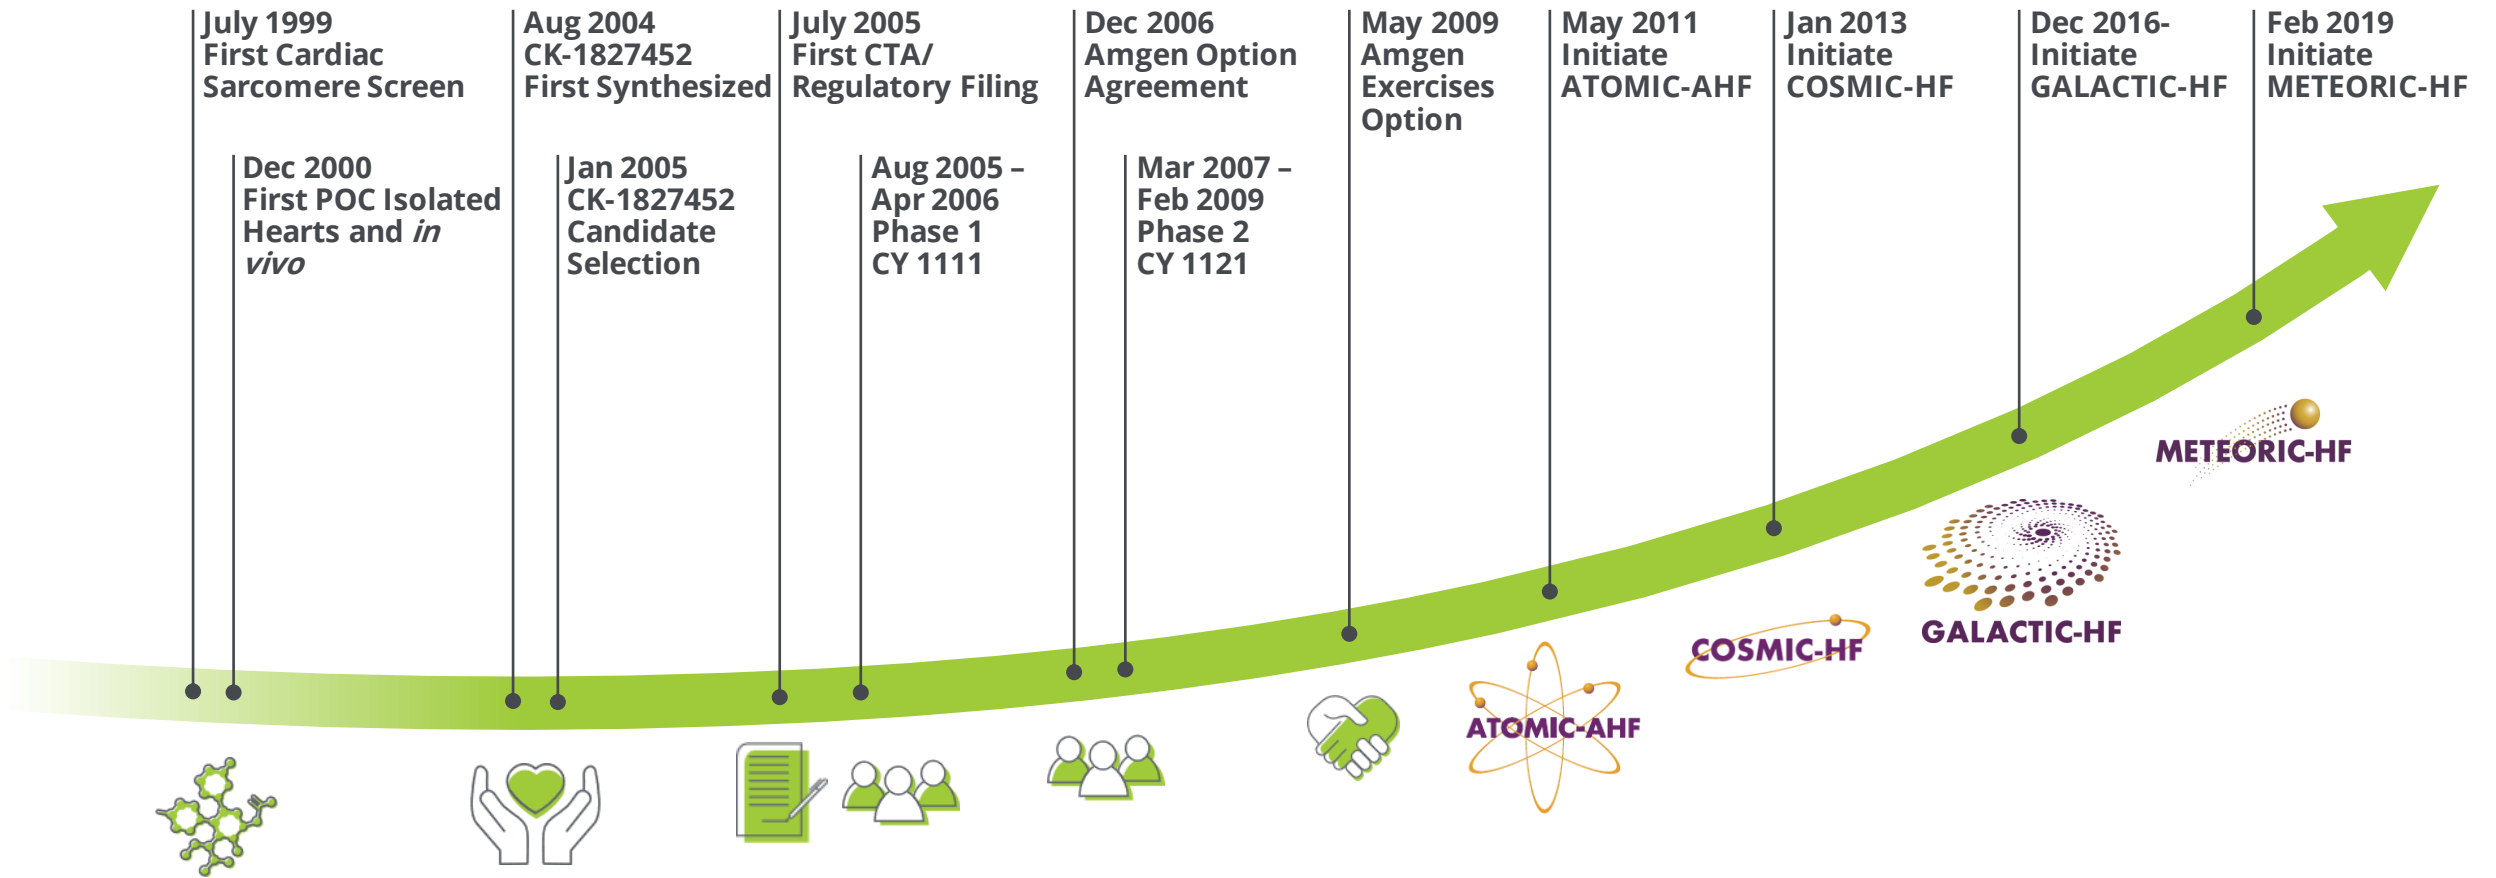 July 1999
First Cardiac
Sarcomere Screen
Dec 2000
First POC Isolated
Hearts and in
vivo
Aug 2004
CK-1827452
First Synthesized
Jan 2005
CK-1827452
Candidate
Selection
July 2005
First CTA/
Regulatory Filing
Aug 2005 –
Apr 2006
Phase 1
CY 1111
Dec 2006
Amgen Option
Agreement
Mar 2007 –
Feb 2009
Phase 2
CY 1121
May 2009
Amgen
Exercises
Option
May 2011
Initiate
ATOMIC-AHF
Jan 2013
Initiate
COSMIC-HF
Dec 2016-
Initiate
GALACTIC-HF
Feb 2019
Initiate
METEORIC-HF
ATOMIC-AHF
COSMIC-HF
GALACTIC-HF
METEORIC-HF